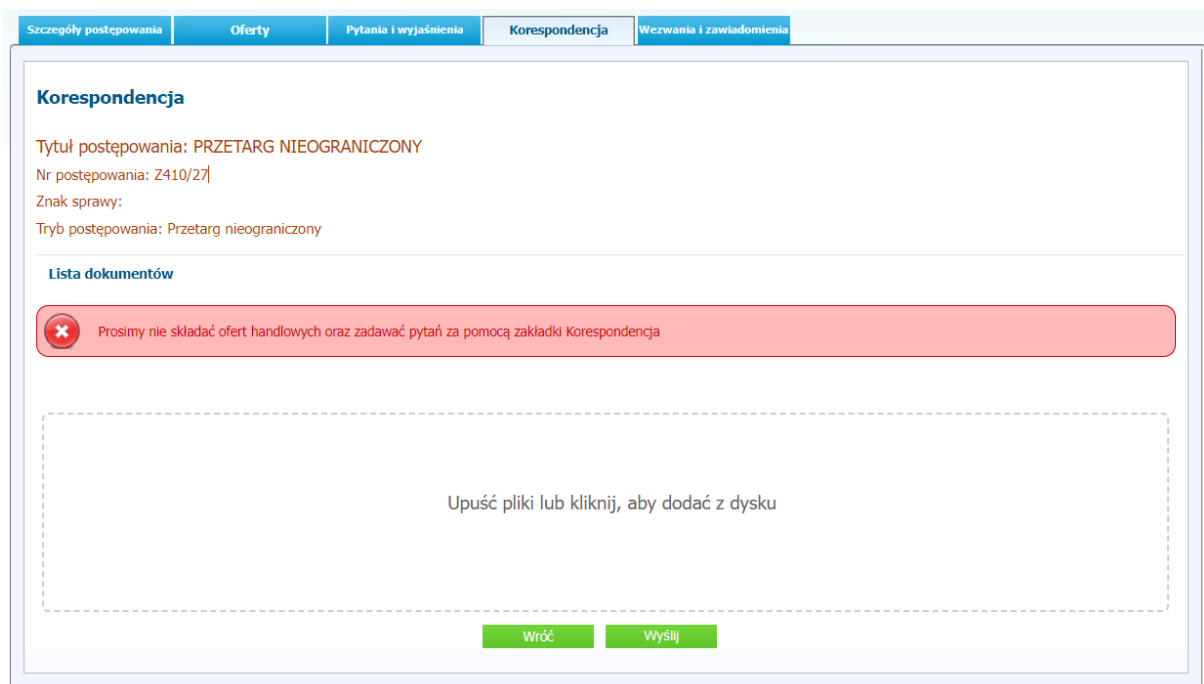 Szczegóły postępowania
Oferty
Pytania i wyjaśnienia
Korespondencja
Wezwania i zawiadomienia
Korespondencja
Tytuł postępowania: PRZETARG NIEOGRANICZONY
Nr postępowania: Z410/27
Znak sprawy:
Tryb postępowania: Przetarg nieograniczony
Lista dokumentów
Prosimy nie składać ofert handlowych oraz zadawać pytań za pomocą zakładki Korespondencja
Upuść pliki lub kliknij, aby dodać z dysku
Wróć
Wyślij